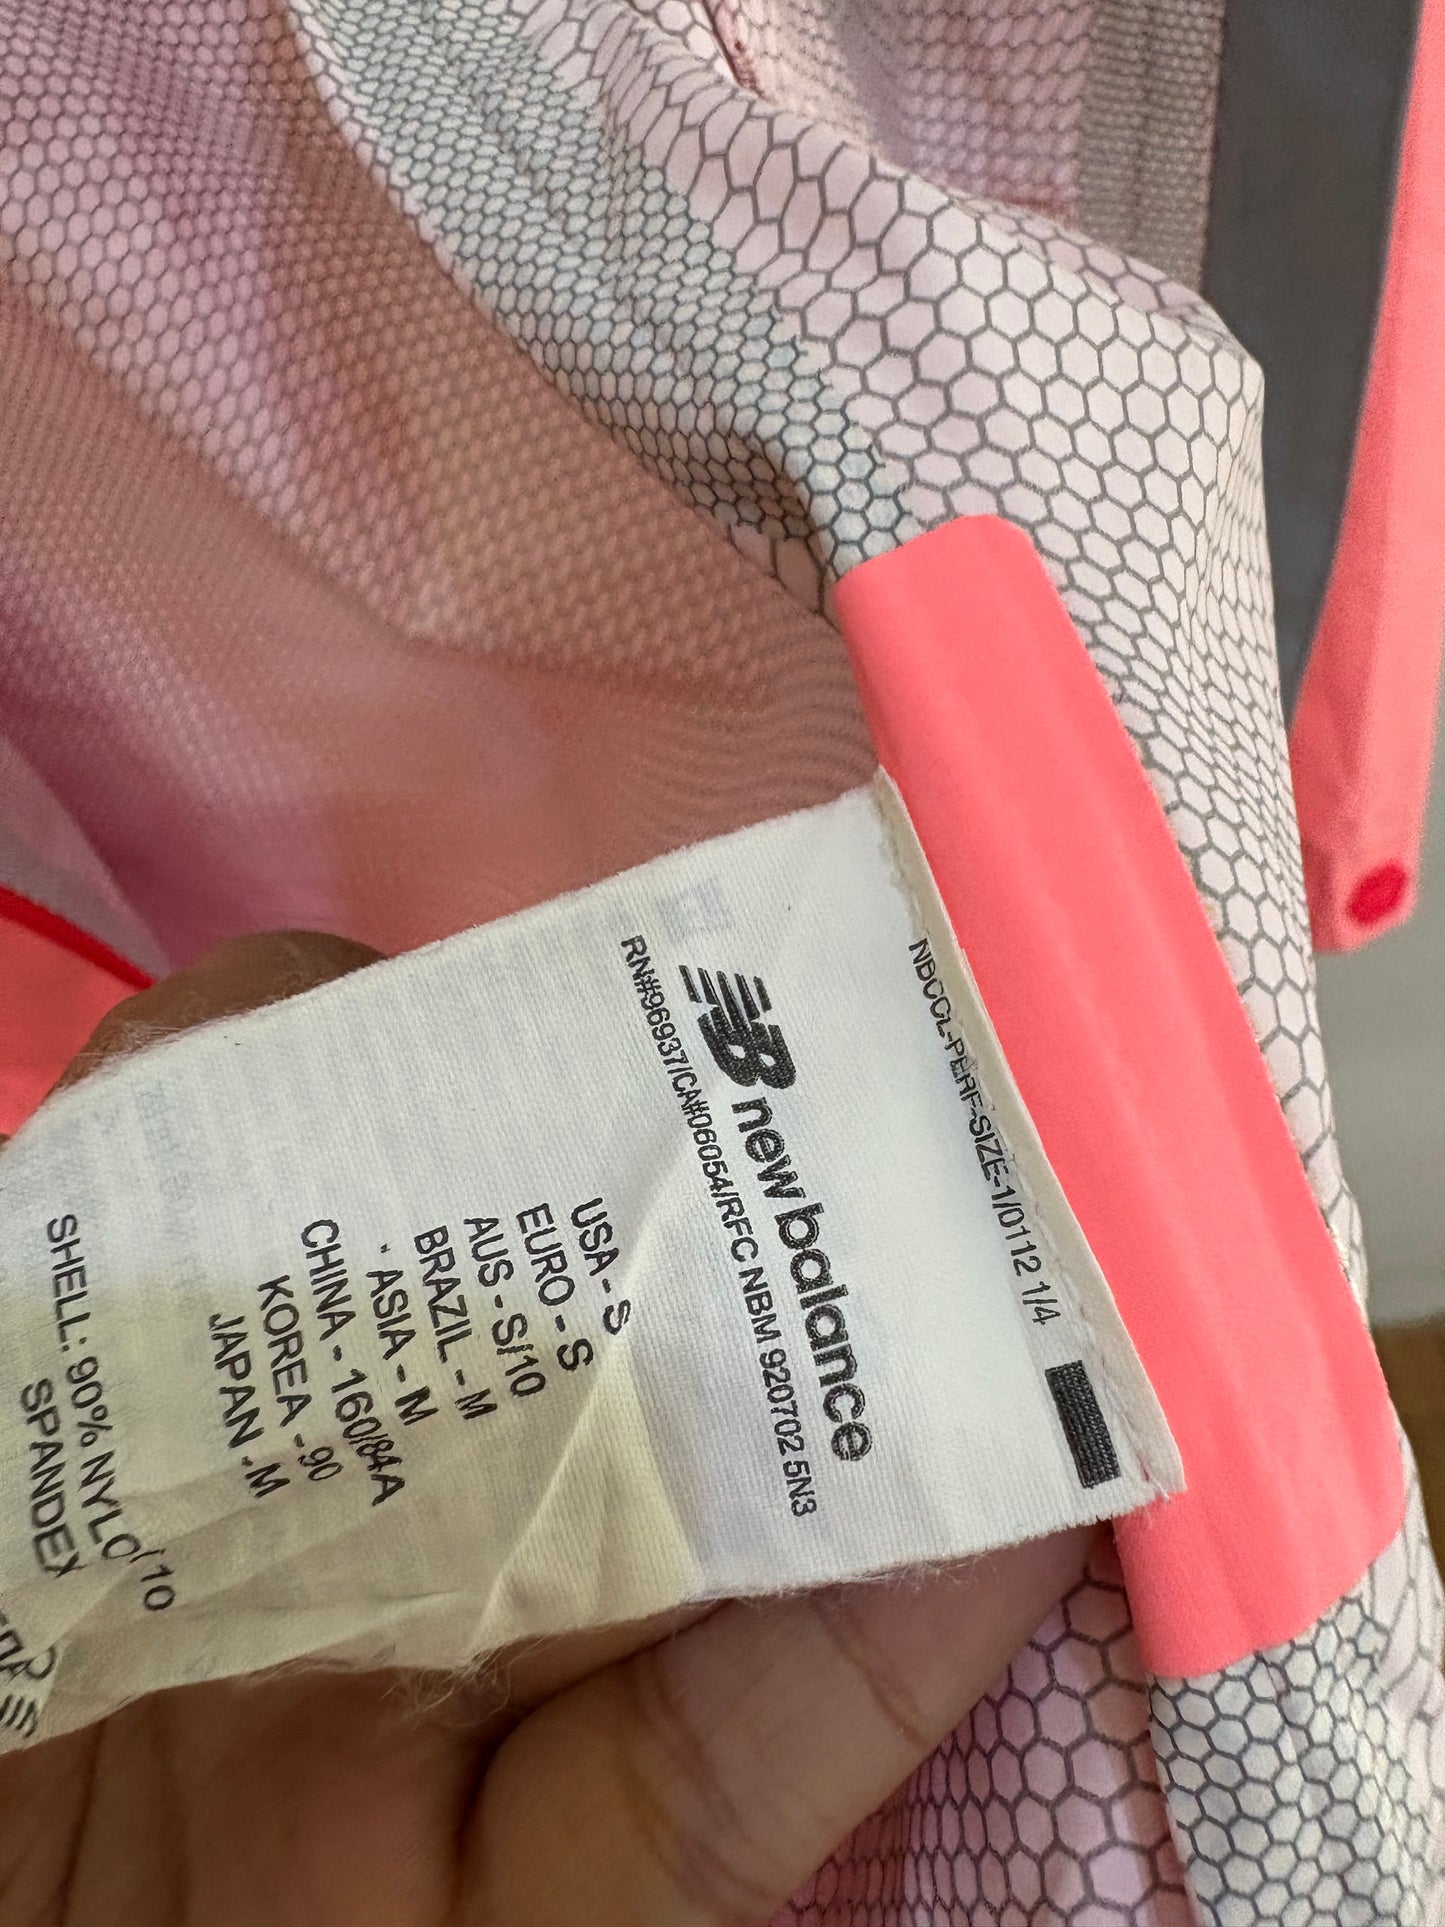 NBCCL-PERF-SIZE-1/0112 1/4
new balance
RN#96937/CA#06054/RFC NBM 920702 5N3
USA - S
EURO - S
AUS - S/10
BRAZIL - M
- ASIA - M
CHINA - 160/84A
KOREA - 90
JAPAN - M
SHELL: 90% NYLO / 10
SPANDEX